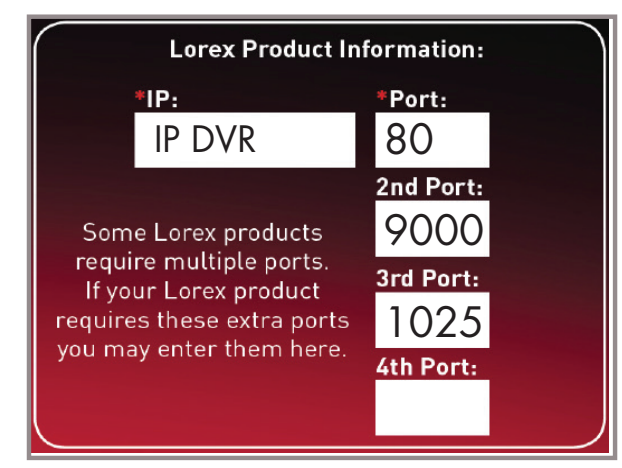 Lorex Product Information:
*IP:
*Port:
IP DVR
80
2nd Port:
9000
Some Lorex products
require multiple ports.
If your Lorex product
requires these extra ports
you may enter them here.
3rd Port:
1025
4th Port: